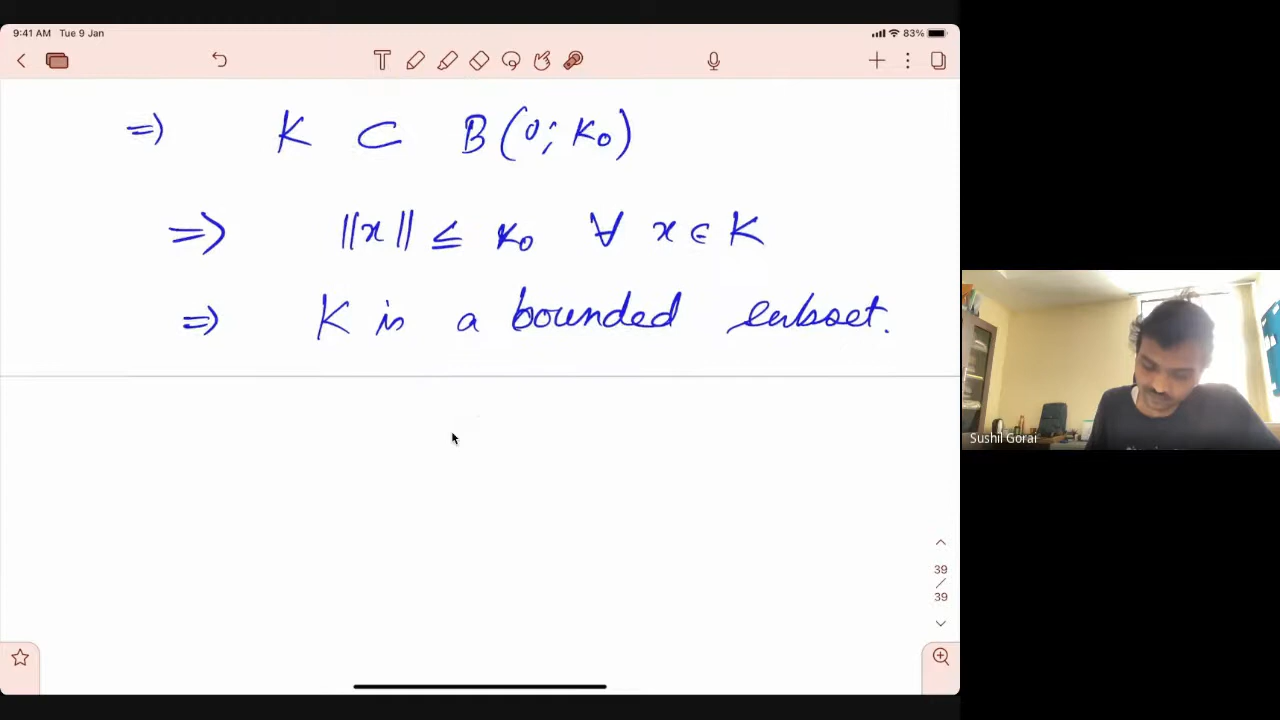 9:41 AM Tue 9 Jan
83%
⇒ K ⊂ B(0; K₀)
⇒ ||x|| ≤ K₀ ∀ x ∈ K
⇒ K is a bounded subset.
Sushil Gorai
39
/
39